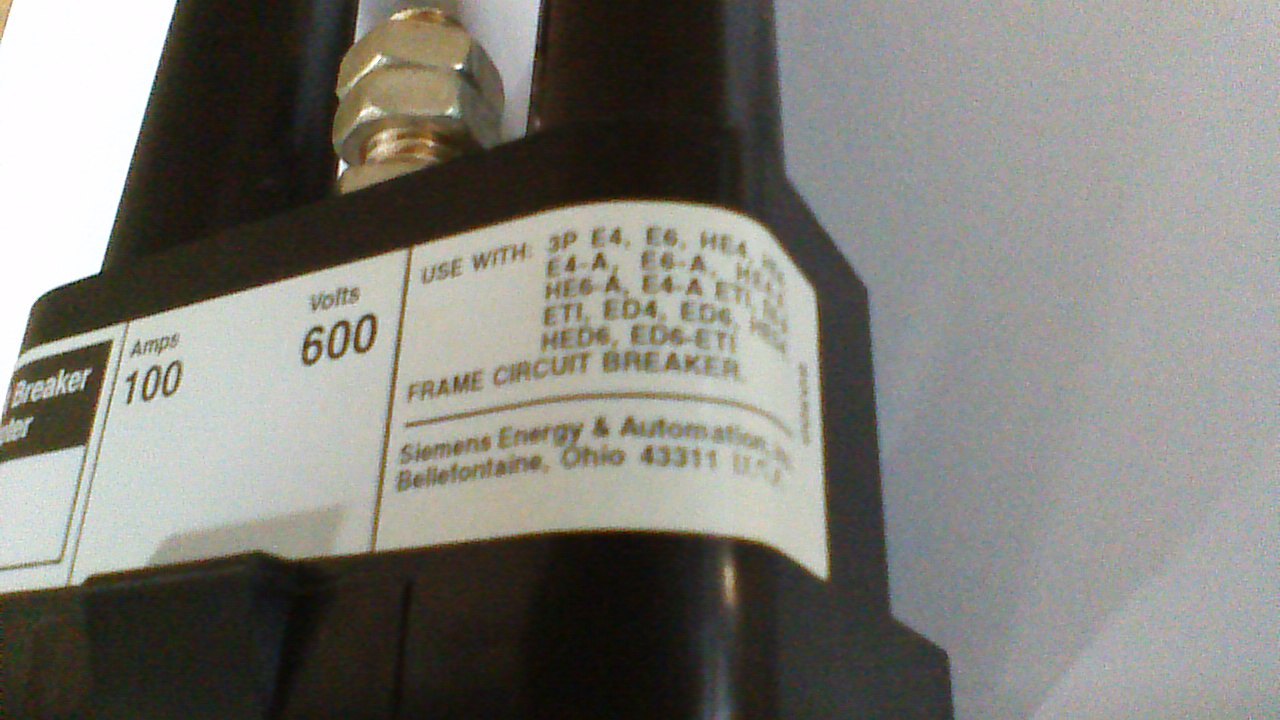 Breaker
Amps
100
Volts
600
USE WITH: 3P E4, E6, HE4,
E4-A, E6-A,
HE6-A, E4-A ETI,
ETI, ED4, ED6,
HED6, ED6-ETI
FRAME CIRCUIT BREAKER.
Siemens Energy & Automation,
Bellefontaine, Ohio 43311